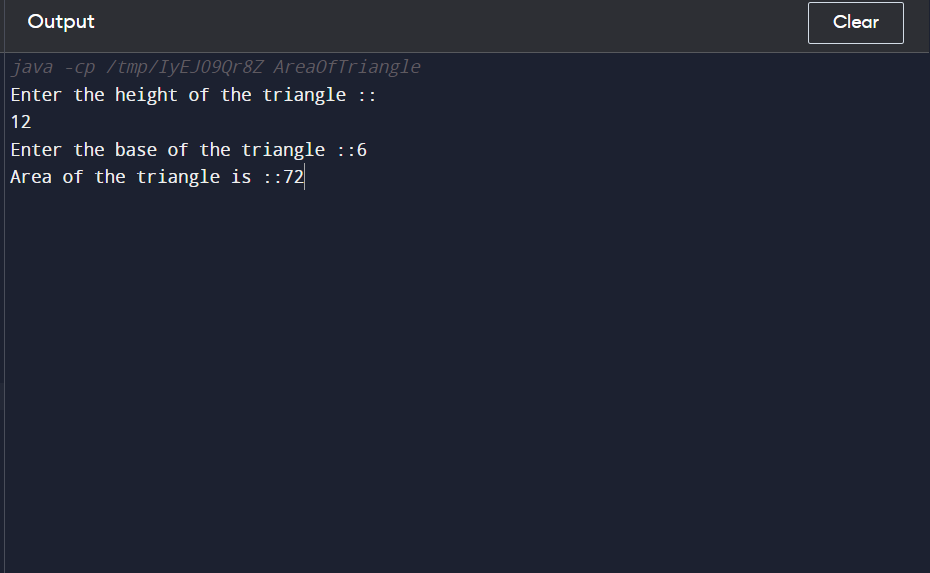 Output
Clear
java -cp /tmp/IyEJO9Qr8Z AreaOfTriangle
Enter the height of the triangle ::
12
Enter the base of the triangle ::6
Area of the triangle is ::72